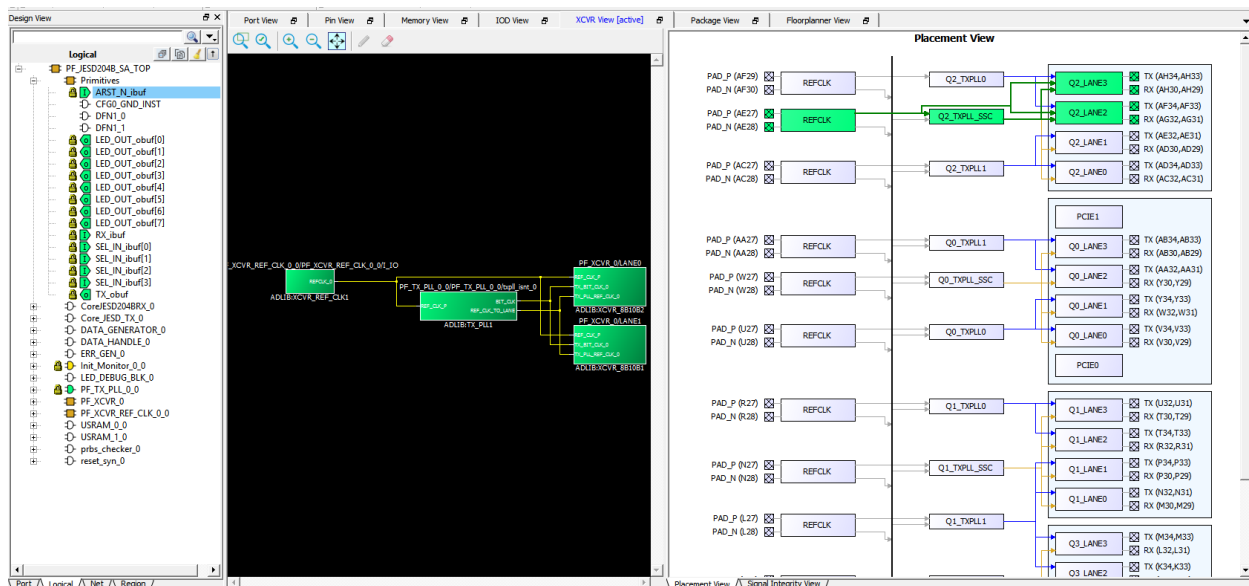 Design View
Port View
Pin View
Memory View
IOD View
XCVR View [active]
Package View
Floorplanner View
Logical
PF_JESD204B_SA_TOP
Primitives
ARST_N_ibuf
CFG0_GND_INST
DFN1_0
DFN1_1
LED_OUT_obuf[0]
LED_OUT_obuf[1]
LED_OUT_obuf[2]
LED_OUT_obuf[3]
LED_OUT_obuf[4]
LED_OUT_obuf[5]
LED_OUT_obuf[6]
LED_OUT_obuf[7]
RX_ibuf
SEL_IN_ibuf[0]
SEL_IN_ibuf[1]
SEL_IN_ibuf[2]
SEL_IN_ibuf[3]
TX_obuf
CoreJESD204BRX_0
Core_JESD_TX_0
DATA_GENERATOR_0
DATA_HANDLE_0
ERR_GEN_0
Init_Monitor_0_0
LED_DEBUG_BLK_0
PF_TX_PLL_0_0
PF_XCVR_0
PF_XCVR_REF_CLK_0_0
USRAM_0_0
USRAM_1_0
prbs_checker_0
reset_syn_0
Port
Logical
Net
Region
_XCVR_REF_CLK_0_0/PF_XCVR_REF_CLK_0_0/I_IO
REFCLK_0
ADLIB:XCVR_REF_CLK1
PF_TX_PLL_0_0/PF_TX_PLL_0_0/txpll_isnt_0
REF_CLK_P
BIT_CLK
REF_CLK_TO_LANE
ADLIB:TX_PLL1
PF_XCVR_0/LANE0
REF_CLK_P
TX_BIT_CLK_0
TX_PLL_REF_CLK_0
ADLIB:XCVR_8B10B2
PF_XCVR_0/LANE1
REF_CLK_P
TX_BIT_CLK_0
TX_PLL_REF_CLK_0
ADLIB:XCVR_8B10B1
Placement View
PAD_P (AF29)
PAD_N (AF30)
REFCLK
Q2_TXPLL0
Q2_LANE3
TX (AH34,AH33)
RX (AH30,AH29)
PAD_P (AE27)
PAD_N (AE28)
REFCLK
Q2_TXPLL_SSC
Q2_LANE2
TX (AF34,AF33)
RX (AG32,AG31)
Q2_LANE1
TX (AE32,AE31)
RX (AD30,AD29)
PAD_P (AC27)
PAD_N (AC28)
REFCLK
Q2_TXPLL1
Q2_LANE0
TX (AD34,AD33)
RX (AC32,AC31)
PCIE1
PAD_P (AA27)
PAD_N (AA28)
REFCLK
Q0_TXPLL0
Q0_LANE3
TX (AB34,AB33)
RX (AB30,AB29)
PAD_P (W27)
PAD_N (W28)
REFCLK
Q0_TXPLL_SSC
Q0_LANE2
TX (AA32,AA31)
RX (Y30,Y29)
Q0_LANE1
TX (Y34,Y33)
RX (W32,W31)
PAD_P (U27)
PAD_N (U28)
REFCLK
Q0_TXPLL1
Q0_LANE0
TX (V34,V33)
RX (V30,V29)
PCIE0
PAD_P (R27)
PAD_N (R28)
REFCLK
Q1_TXPLL0
Q1_LANE3
TX (U32,U31)
RX (T30,T29)
Q1_LANE2
TX (T34,T33)
RX (R32,R31)
PAD_P (N27)
PAD_N (N28)
REFCLK
Q1_TXPLL_SSC
Q1_LANE1
TX (P34,P33)
RX (P30,P29)
Q1_LANE0
TX (N32,N31)
RX (M30,M29)
PAD_P (L27)
PAD_N (L28)
REFCLK
Q1_TXPLL1
Q3_LANE3
TX (M34,M33)
RX (L32,L31)
Q3_LANE2
TX (K34,K33)
Placement View
Signal Integrity View